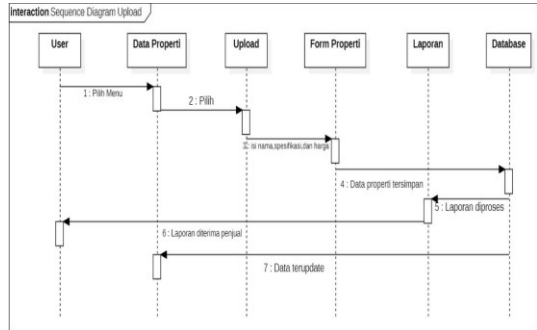 interaction Sequence Diagram Upload
User Data Properti Upload Form Properti Laporan Database
1 : Pilih Menu
2 : Pilih
3 : isi nama,spesifikasi,dan harga
4 : Data properti tersimpan
5 : Laporan diproses
6 : Laporan diterima penjual
7 : Data terupdate